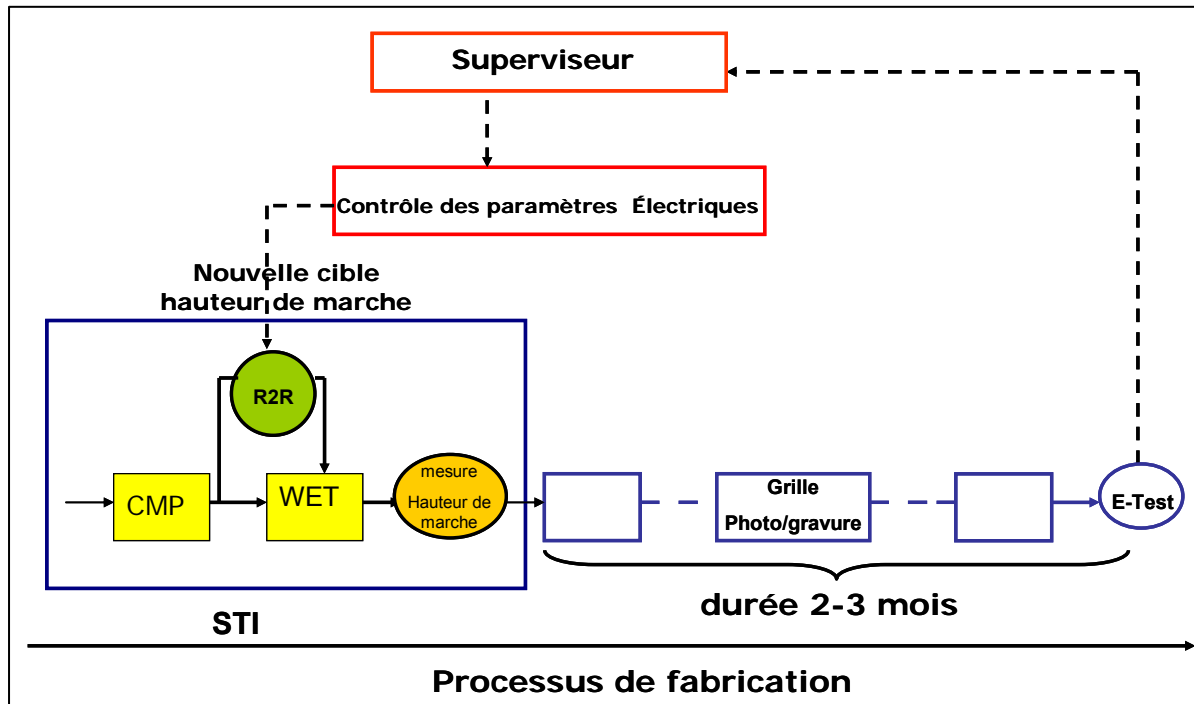 Superviseur
Contrôle des paramètres Électriques
Nouvelle cible
hauteur de marche
R2R
CMP
WET
mesure
Hauteur de
marche
Grille
Photo/gravure
E-Test
durée 2-3 mois
STI
Processus de fabrication